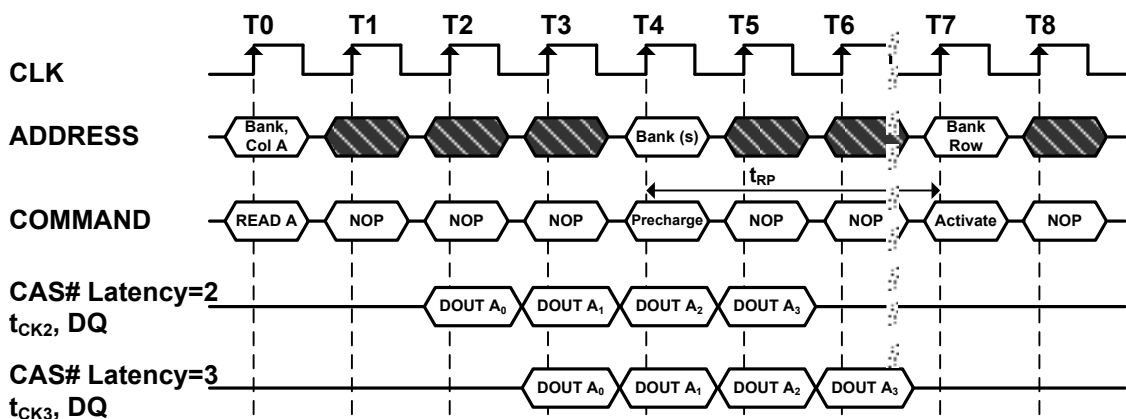 T0 T1 T2 T3 T4 T5 T6 T7 T8
CLK
ADDRESS
Bank,
Col A
Bank (s)
Bank
Row
tRP
COMMAND
READ A NOP NOP NOP Precharge NOP NOP Activate NOP
CAS# Latency=2
tCK2, DQ
DOUT A0 DOUT A1 DOUT A2 DOUT A3
CAS# Latency=3
tCK3, DQ
DOUT A0 DOUT A1 DOUT A2 DOUT A3